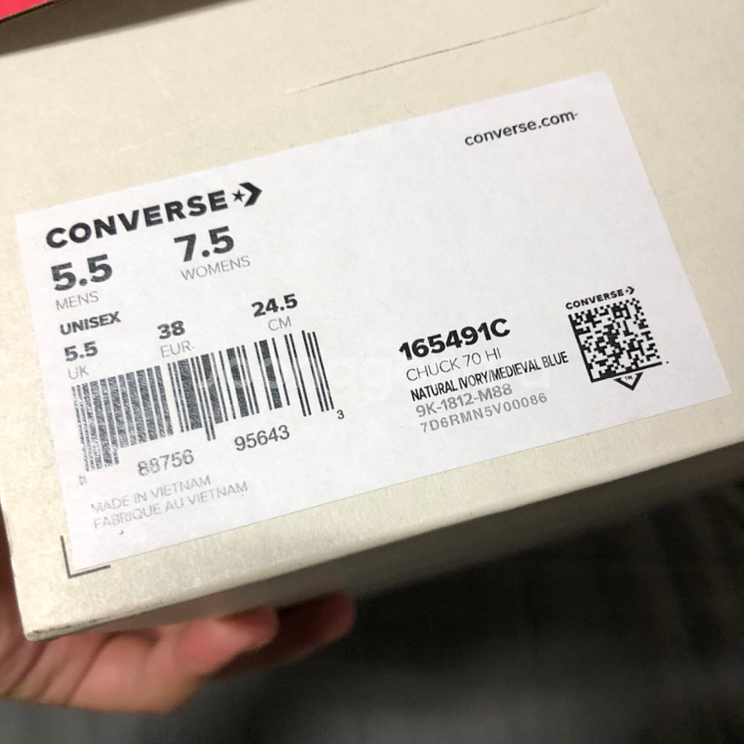 converse.com
CONVERSE
5.5 7.5
MENS WOMENS
UNISEX
5.5 38 24.5
UK EUR CM
88756 95643 3
MADE IN VIETNAM
FABRIQUE AU VIETNAM
CONVERSE
165491C
CHUCK 70 HI
NATURAL IVORY/MEDIEVAL BLUE
9K-1812-M88
7D6RMN5V00086